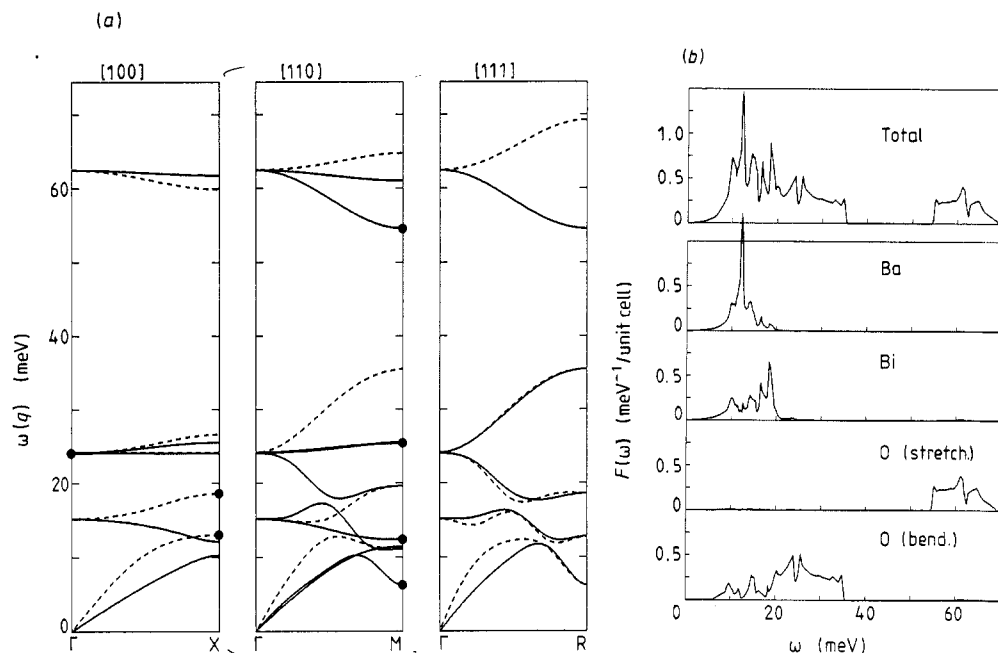 (a)
[100] [110] [111]
60
40
20
0
ω(q) (meV)
Γ X Γ M Γ R
(b)
Total
1.0
0.5
0
Ba
0.5
0
Bi
0.5
0
O (stretch.)
0.5
0
O (bend.)
0.5
0 20 40 60
F(ω) (meV⁻¹/unit cell)
ω (meV)